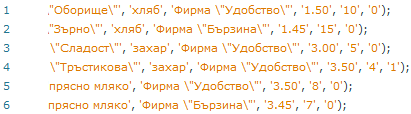 1 „Оборище\"', 'хляб', 'Фирма \"Удобство\"', '1.50', '10', '0');
2 „Зърно\"', 'хляб', 'Фирма \"Бързина\"', '1.45', '15', '0');
3 \"Сладост\"', 'захар', 'Фирма \"Удобство\"', '3.00', '5', '0');
4 \"Тръстикова\"', 'захар', 'Фирма \"Удобство\"', '3.50', '4', '1');
5 прясно мляко', 'Фирма \"Удобство\"', '3.50', '8', '0');
6 прясно мляко', 'Фирма \"Бързина\"', '3.45', '7', '0');